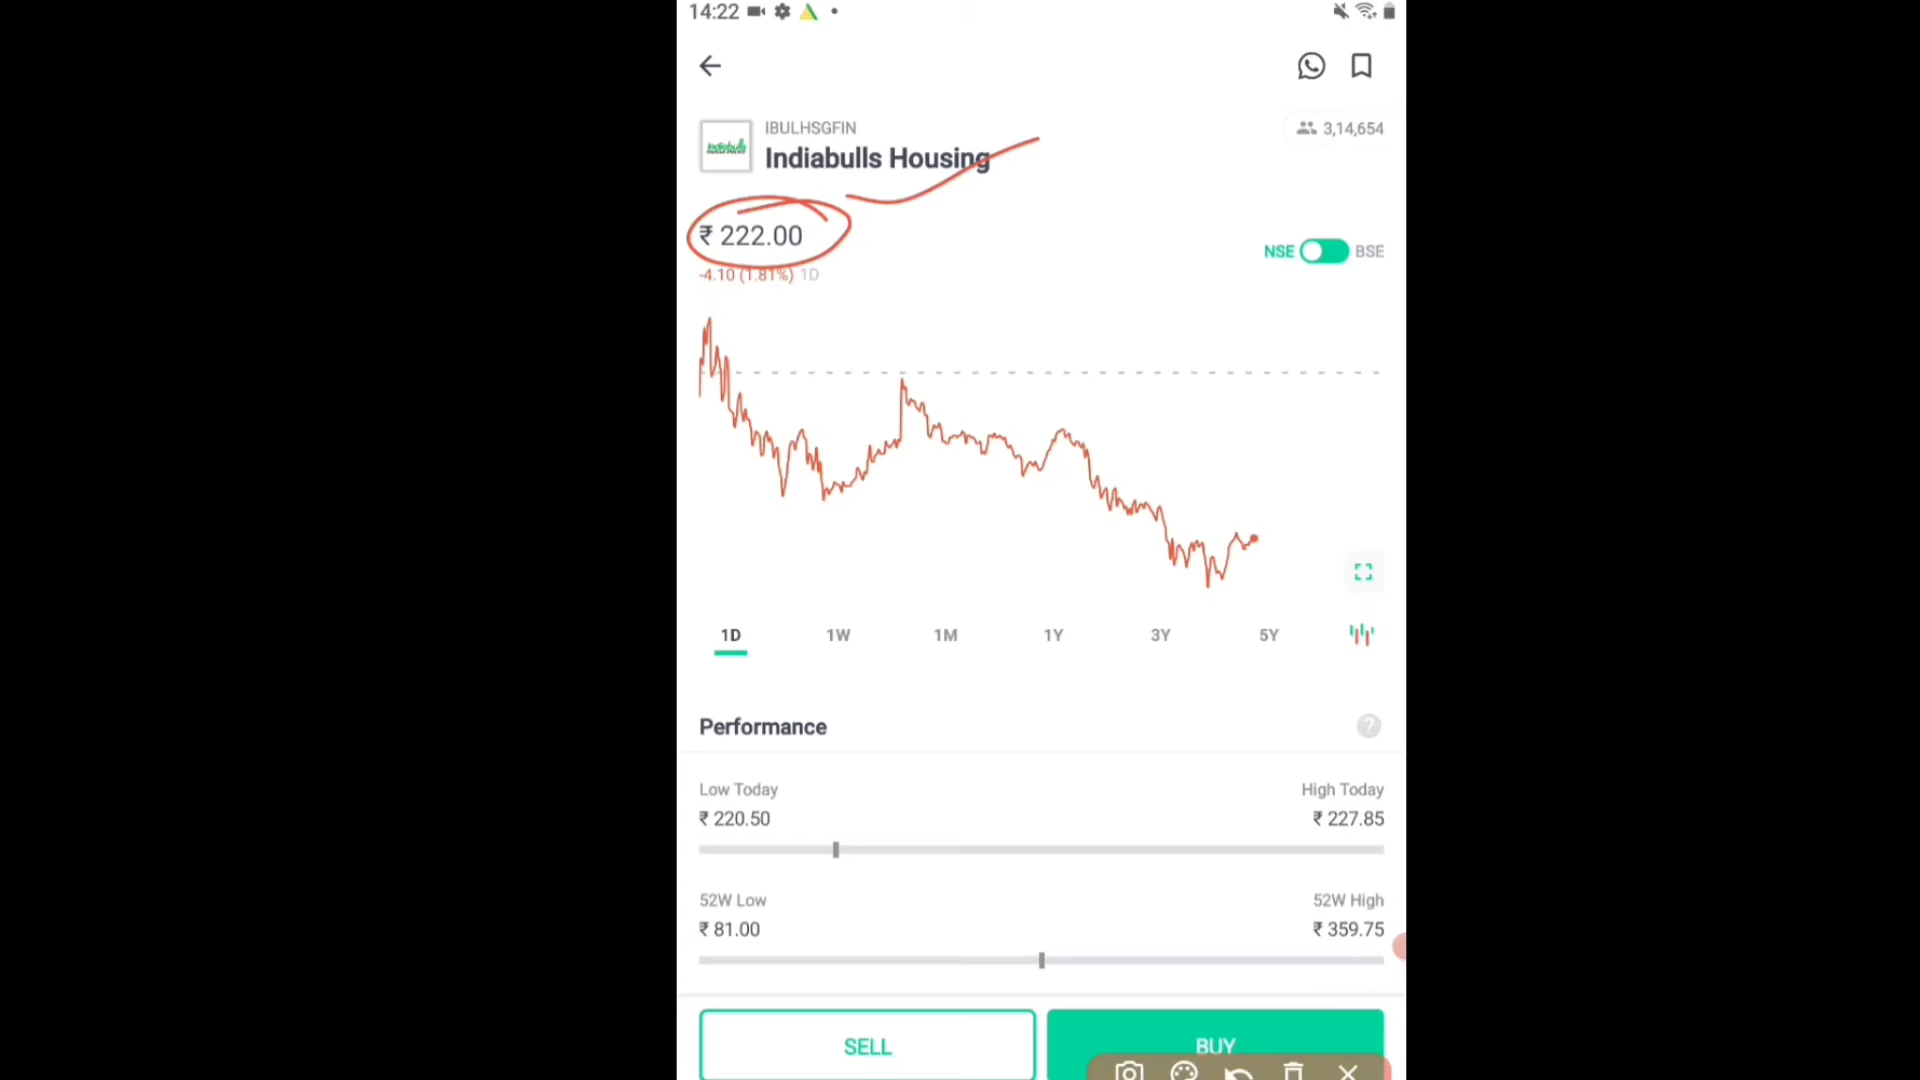 14:22
IBULHSGFIN
3,14,654
Indiabulls Housing
₹ 222.00
NSE BSE
-4.10 (1.81%) 1D
1D 1W 1M 1Y 3Y 5Y
Performance
?
Low Today High Today
₹ 220.50 ₹ 227.85
52W Low 52W High
₹ 81.00 ₹ 359.75
SELL BUY